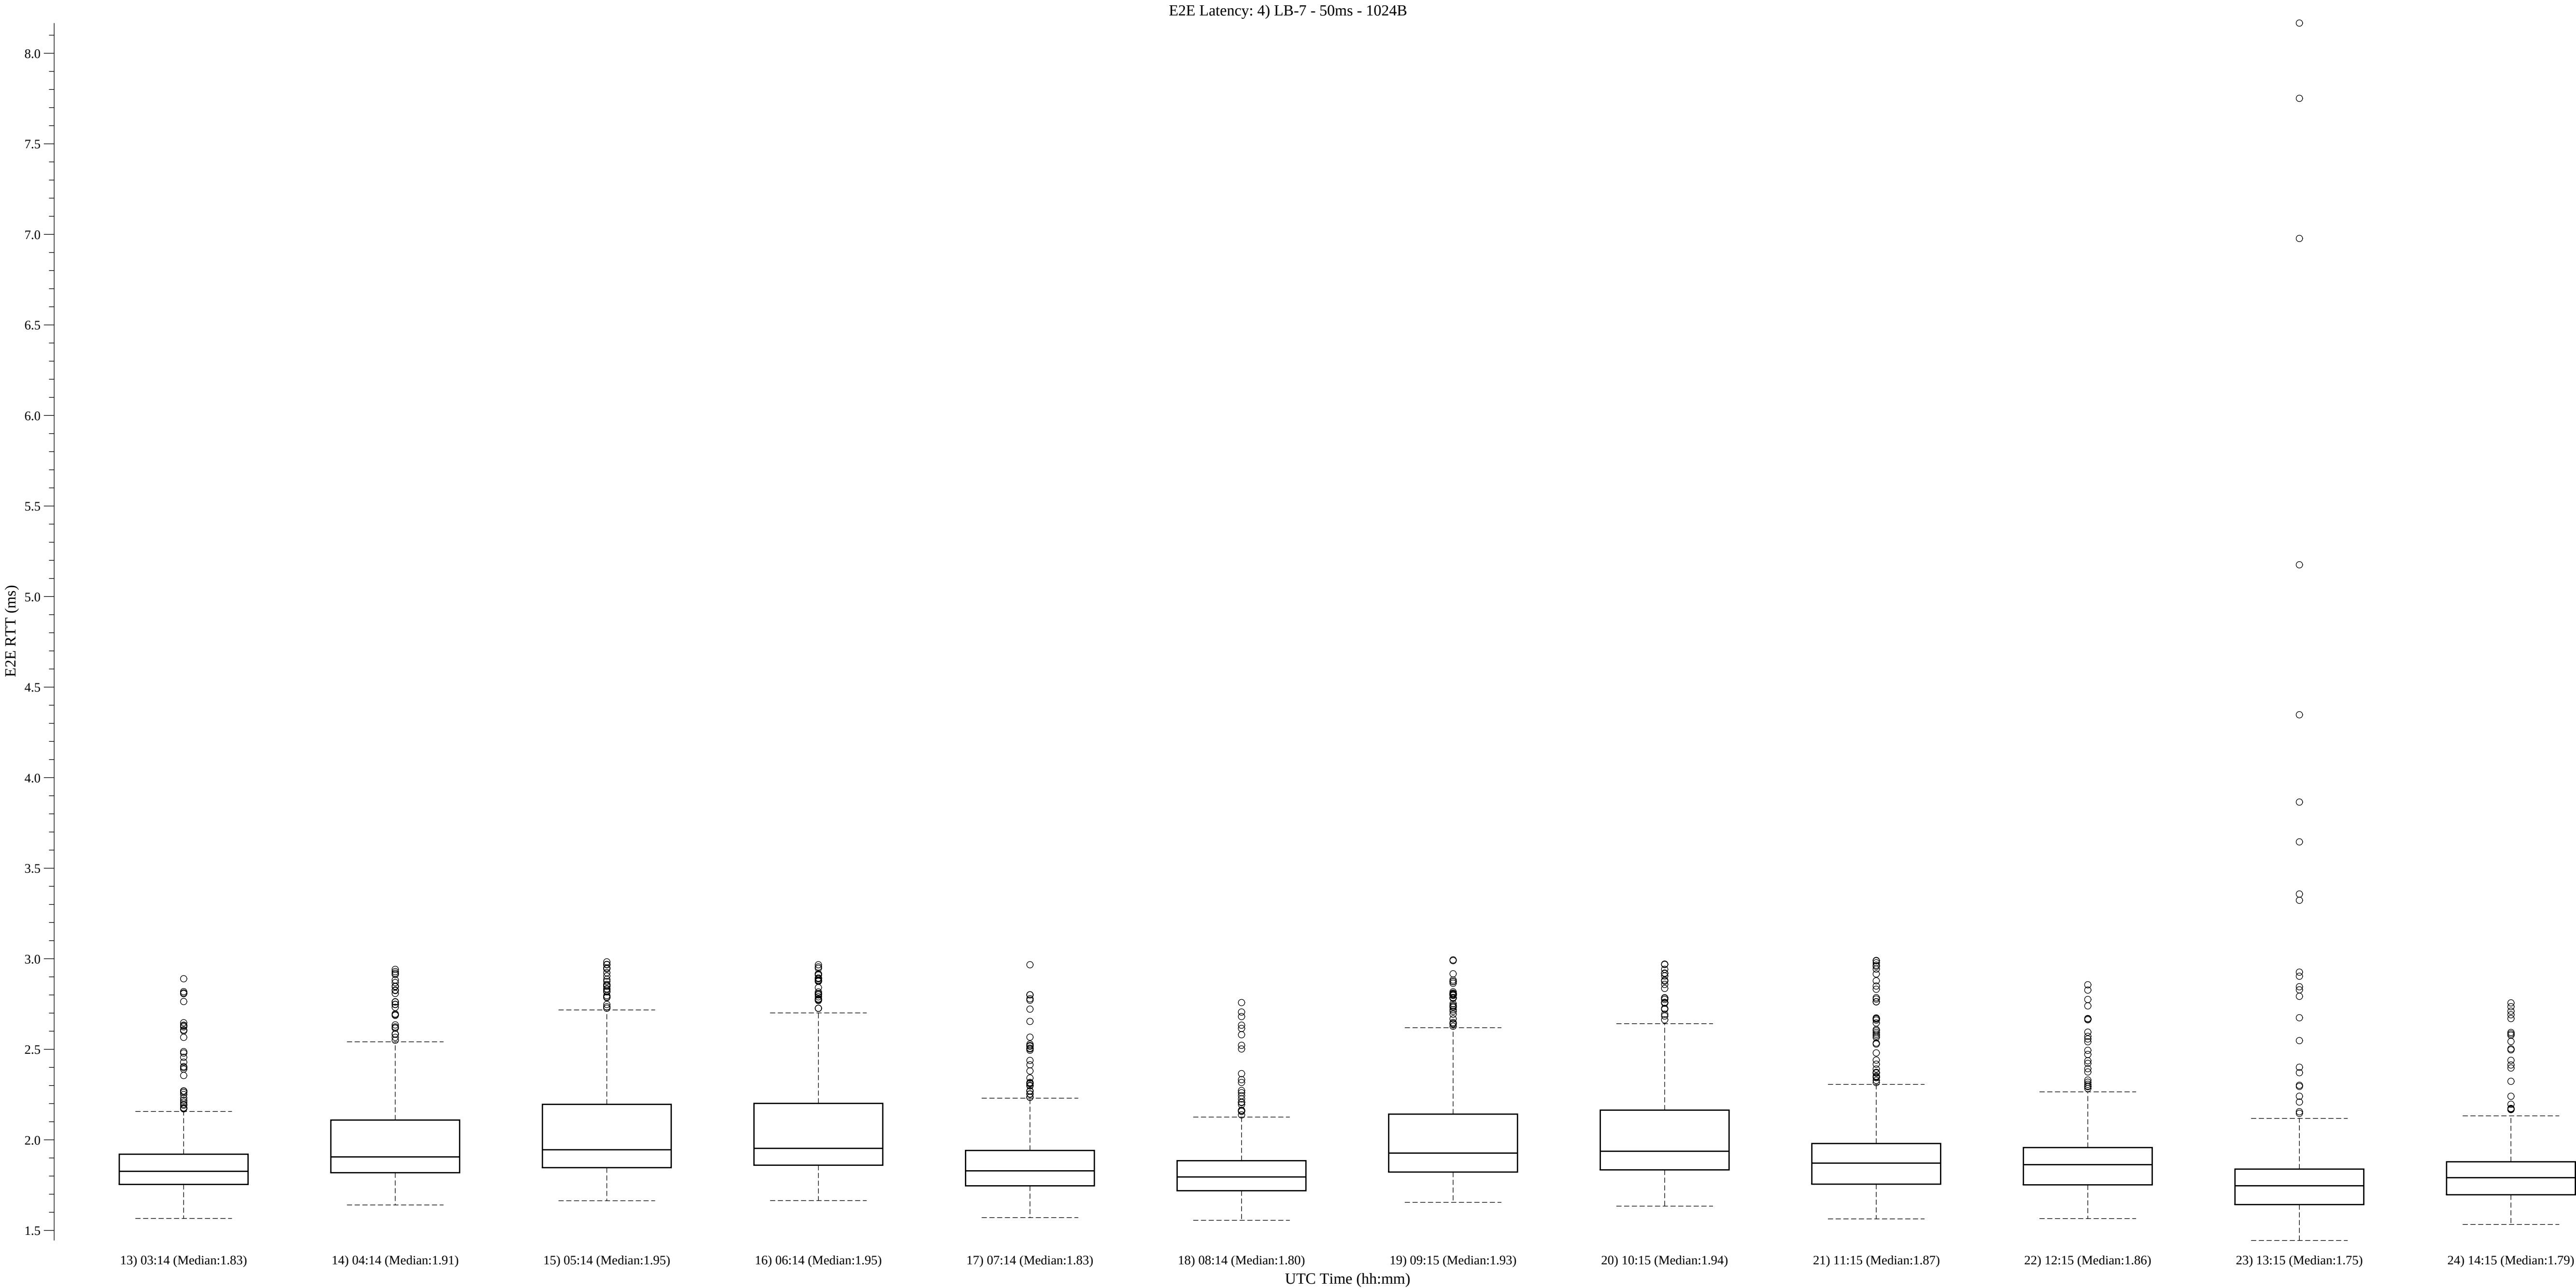 E2E Latency: 4) LB-7 - 50ms - 1024B
E2E RTT (ms)
8.0
7.5
7.0
6.5
6.0
5.5
5.0
4.5
4.0
3.5
3.0
2.5
2.0
1.5
13) 03:14 (Median:1.83)
14) 04:14 (Median:1.91)
15) 05:14 (Median:1.95)
16) 06:14 (Median:1.95)
17) 07:14 (Median:1.83)
18) 08:14 (Median:1.80)
19) 09:15 (Median:1.93)
20) 10:15 (Median:1.94)
21) 11:15 (Median:1.87)
22) 12:15 (Median:1.86)
23) 13:15 (Median:1.75)
24) 14:15 (Median:1.79)
UTC Time (hh:mm)